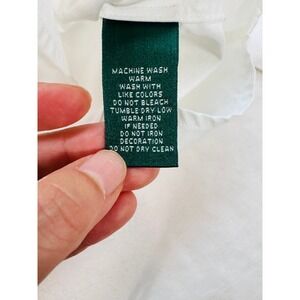 MACHINE WASH
WARM
WASH WITH
LIKE COLORS
DO NOT BLEACH
TUMBLE DRY LOW
WARM IRON
IF NEEDED
DO NOT IRON
DECORATION
DO NOT DRY CLEAN